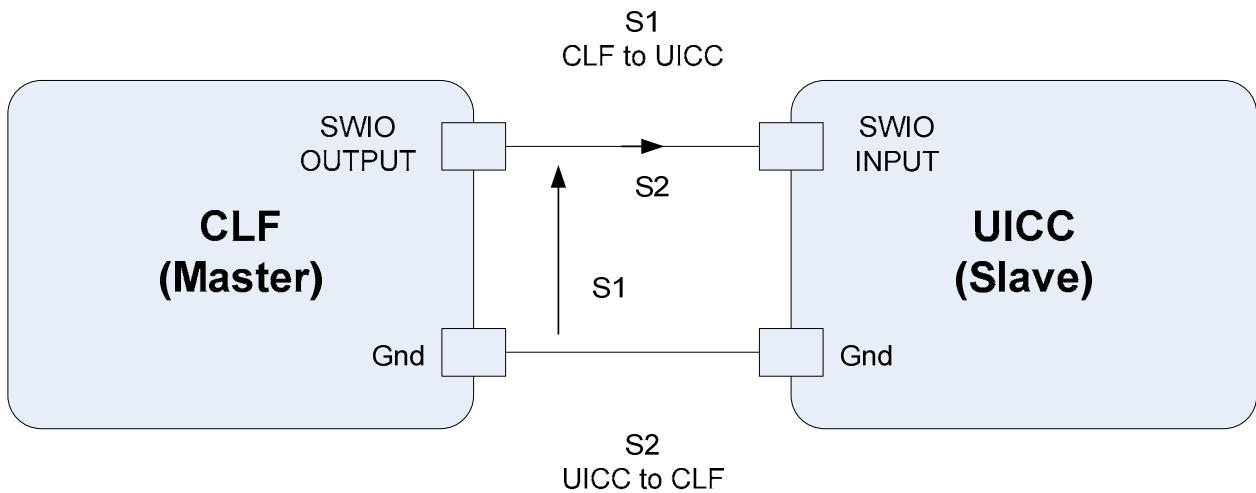 S1
CLF to UICC
SWIO
OUTPUT
SWIO
INPUT
S2
CLF
(Master)
UICC
(Slave)
S1
Gnd
Gnd
S2
UICC to CLF